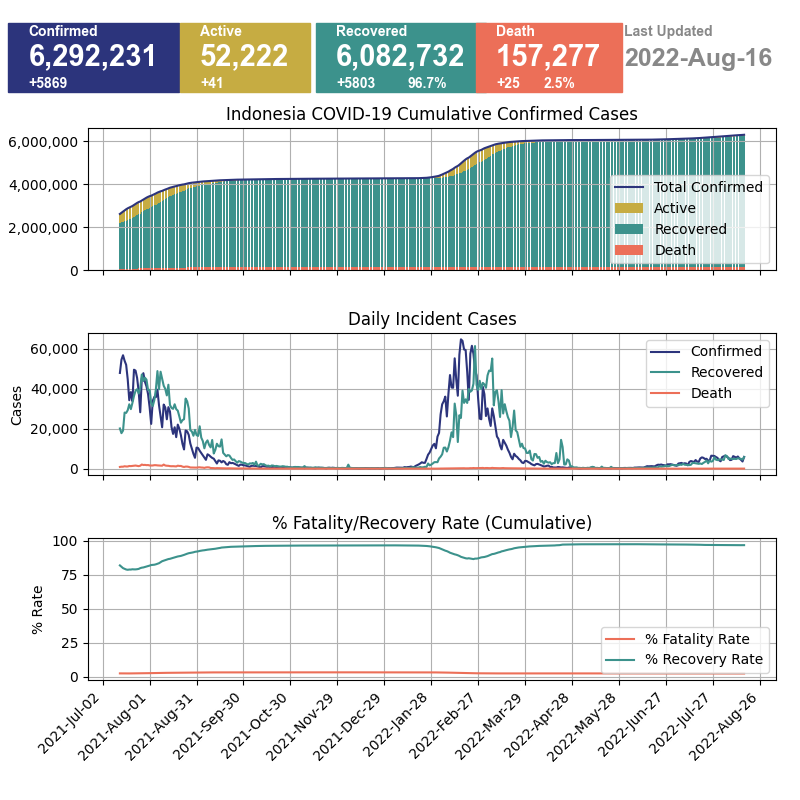 Confirmed Active Recovered Death Last Updated
6,292,231 52,222 6,082,732 157,277 2022-Aug-16
+5869 +41 +5803 96.7% +25 2.5%
Indonesia COVID-19 Cumulative Confirmed Cases
6,000,000
4,000,000
2,000,000
0
Total Confirmed
Active
Recovered
Death
Daily Incident Cases
60,000
40,000
20,000
0
Cases
Confirmed
Recovered
Death
% Fatality/Recovery Rate (Cumulative)
100
75
50
25
0
% Rate
% Fatality Rate
% Recovery Rate
2021-Jul-02
2021-Aug-01
2021-Aug-31
2021-Sep-30
2021-Oct-30
2021-Nov-29
2021-Dec-29
2022-Jan-28
2022-Feb-27
2022-Mar-29
2022-Apr-28
2022-May-28
2022-Jun-27
2022-Jul-27
2022-Aug-26